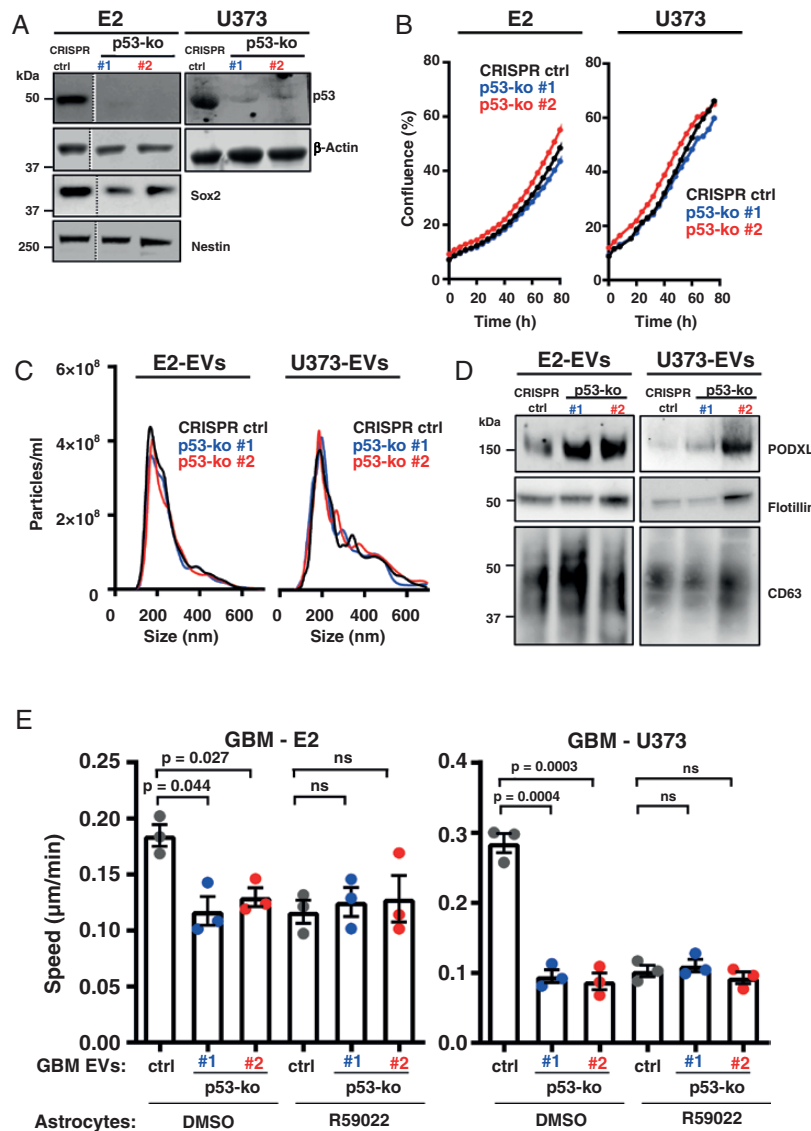 A
E2
U373
CRISPR
ctrl
p53-ko
#1
#2
CRISPR
ctrl
p53-ko
#1
#2
kDa
50
p53
37
β-Actin
37
Sox2
250
Nestin
B
E2
U373
Confluence (%)
80
60
40
20
0
CRISPR ctrl
p53-ko #1
p53-ko #2
0 20 40 60 80
Time (h)
80
60
40
20
0
CRISPR ctrl
p53-ko #1
p53-ko #2
0 20 40 60 80
Time (h)
C
E2-EVs
U373-EVs
Particles/ml
6×10⁸
4×10⁸
2×10⁸
0
CRISPR ctrl
p53-ko #1
p53-ko #2
CRISPR ctrl
p53-ko #1
p53-ko #2
200 400 600
Size (nm)
200 400 600
Size (nm)
D
E2-EVs
U373-EVs
CRISPR
ctrl
p53-ko
#1
#2
CRISPR
ctrl
p53-ko
#1
#2
kDa
150
PODXL
50
Flotillin
50
37
CD63
E
GBM - E2
Speed (µm/min)
0.25
0.20
0.15
0.10
0.05
0.00
p = 0.027
p = 0.044
ns
ns
GBM EVs:
ctrl
#1
#2
ctrl
#1
#2
p53-ko
p53-ko
Astrocytes:
DMSO
R59022
GBM - U373
0.4
0.3
0.2
0.1
0.0
p = 0.0003
p = 0.0004
ns
ns
ctrl
#1
#2
ctrl
#1
#2
p53-ko
p53-ko
DMSO
R59022